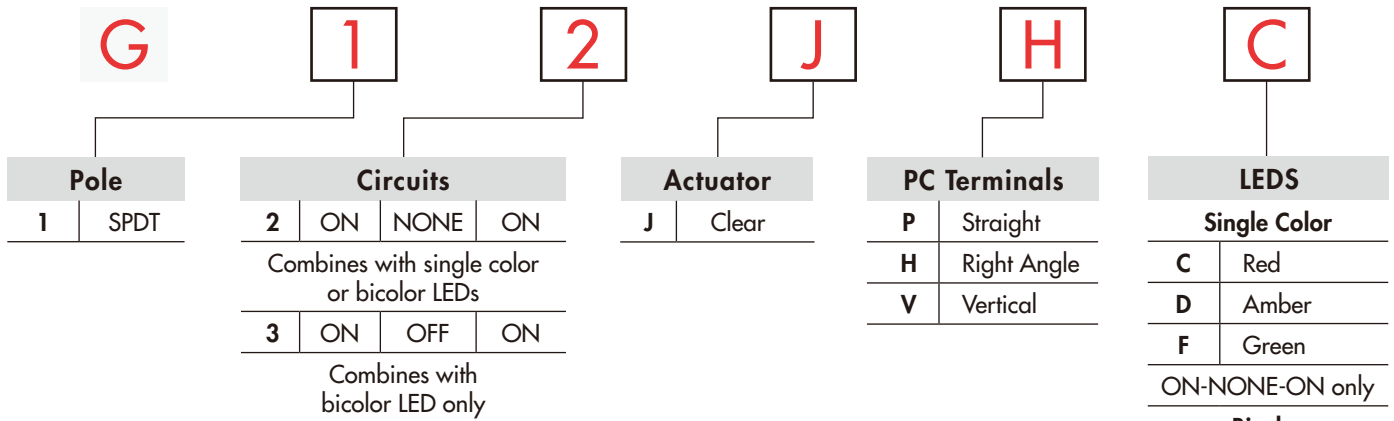 G 1 2 J H C
Pole Circuits Actuator PC Terminals LEDS
1 SPDT
2 ON NONE ON
Combines with single color
or bicolor LEDs
3 ON OFF ON
Combines with
bicolor LED only
J Clear
P Straight
H Right Angle
V Vertical
Single Color
C Red
D Amber
F Green
ON-NONE-ON only